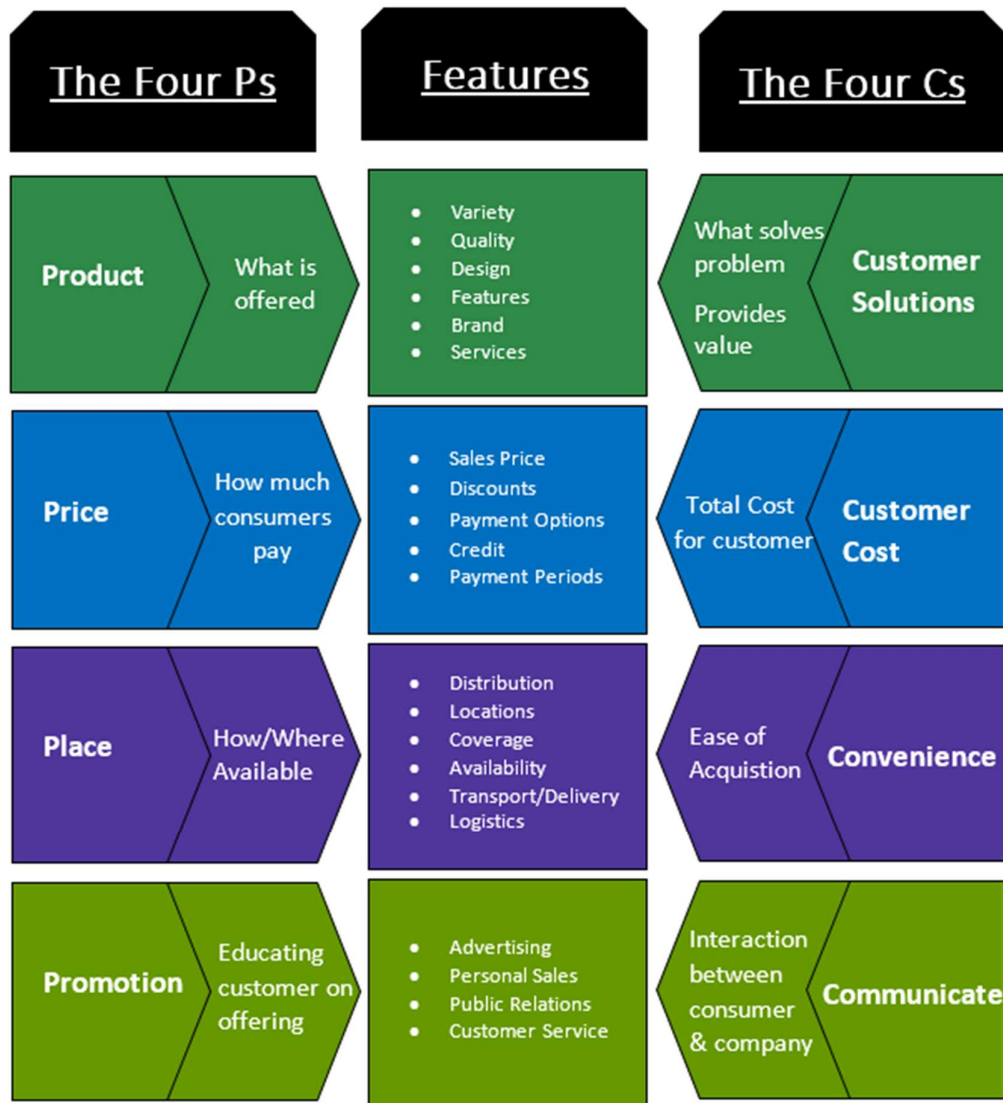 The Four Ps
Features
The Four Cs
Product
What is
offered
• Variety
• Quality
• Design
• Features
• Brand
• Services
What solves
problem
Provides
value
Customer
Solutions
Price
How much
consumers
pay
• Sales Price
• Discounts
• Payment Options
• Credit
• Payment Periods
Total Cost
for customer
Customer
Cost
Place
How/Where
Available
• Distribution
• Locations
• Coverage
• Availability
• Transport/Delivery
• Logistics
Ease of
Acquistion
Convenience
Promotion
Educating
customer on
offering
• Advertising
• Personal Sales
• Public Relations
• Customer Service
Interaction
between
consumer
& company
Communicate